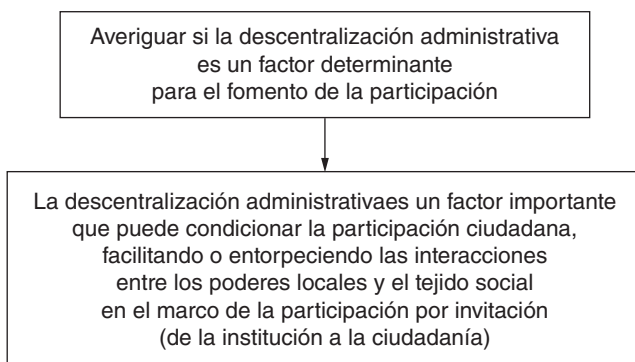 Averiguar si la descentralización administrativa
es un factor determinante
para el fomento de la participación
La descentralización administrativaes un factor importante
que puede condicionar la participación ciudadana,
facilitando o entorpeciendo las interacciones
entre los poderes locales y el tejido social
en el marco de la participación por invitación
(de la institución a la ciudadanía)